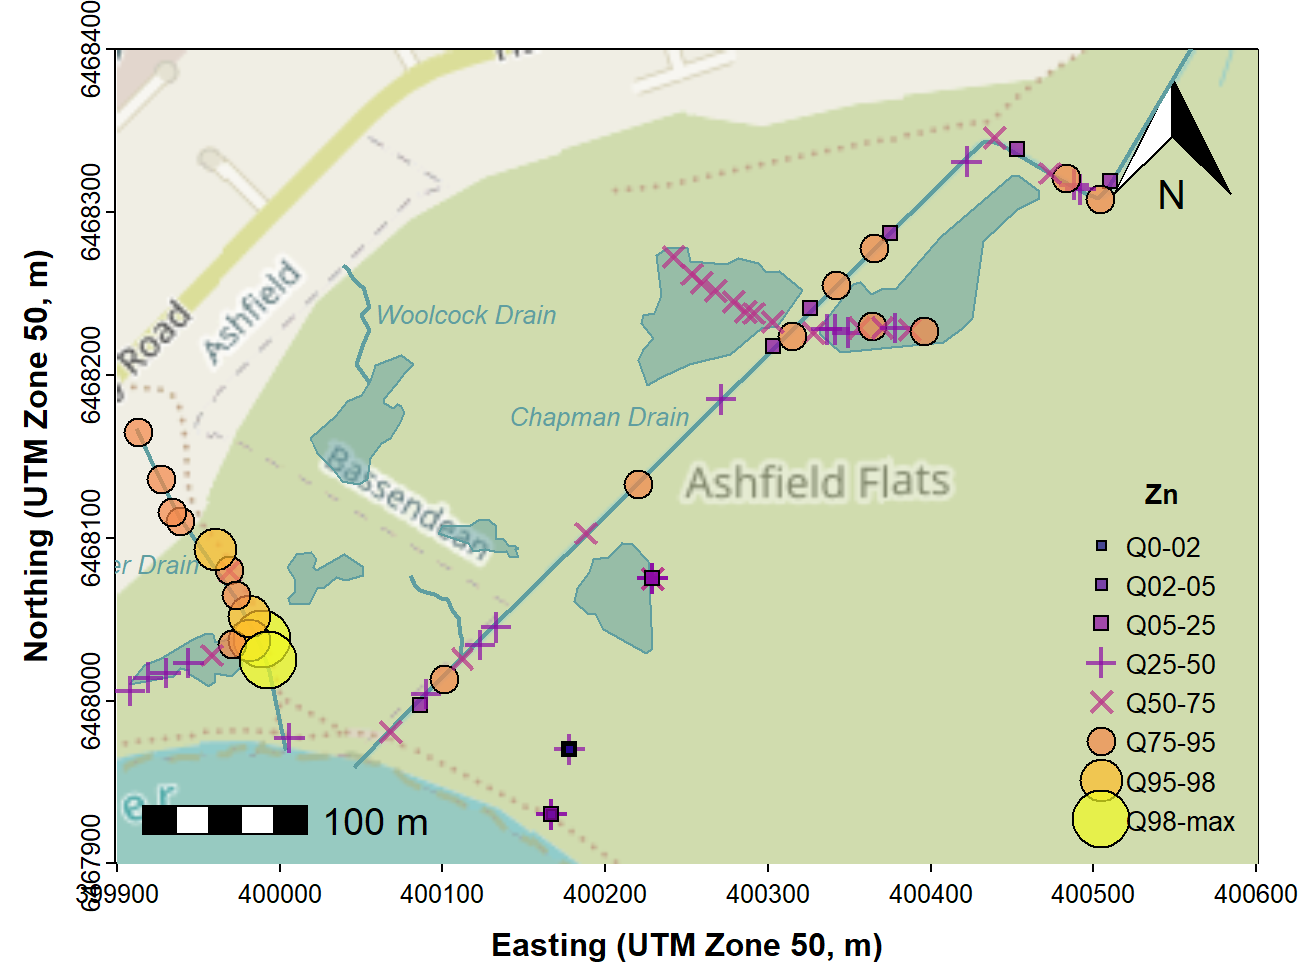 6468400
6468300
6468200
6468100
6468000
6467900
Northing (UTM Zone 50, m)
Road
Ashfield
Woolcock Drain
Chapman Drain
Bassendean
Ashfield Flats
er Drain
er
N
100 m
Zn
Q0-02
Q02-05
Q05-25
Q25-50
Q50-75
Q75-95
Q95-98
Q98-max
399900
400000
400100
400200
400300
400400
400500
400600
Easting (UTM Zone 50, m)